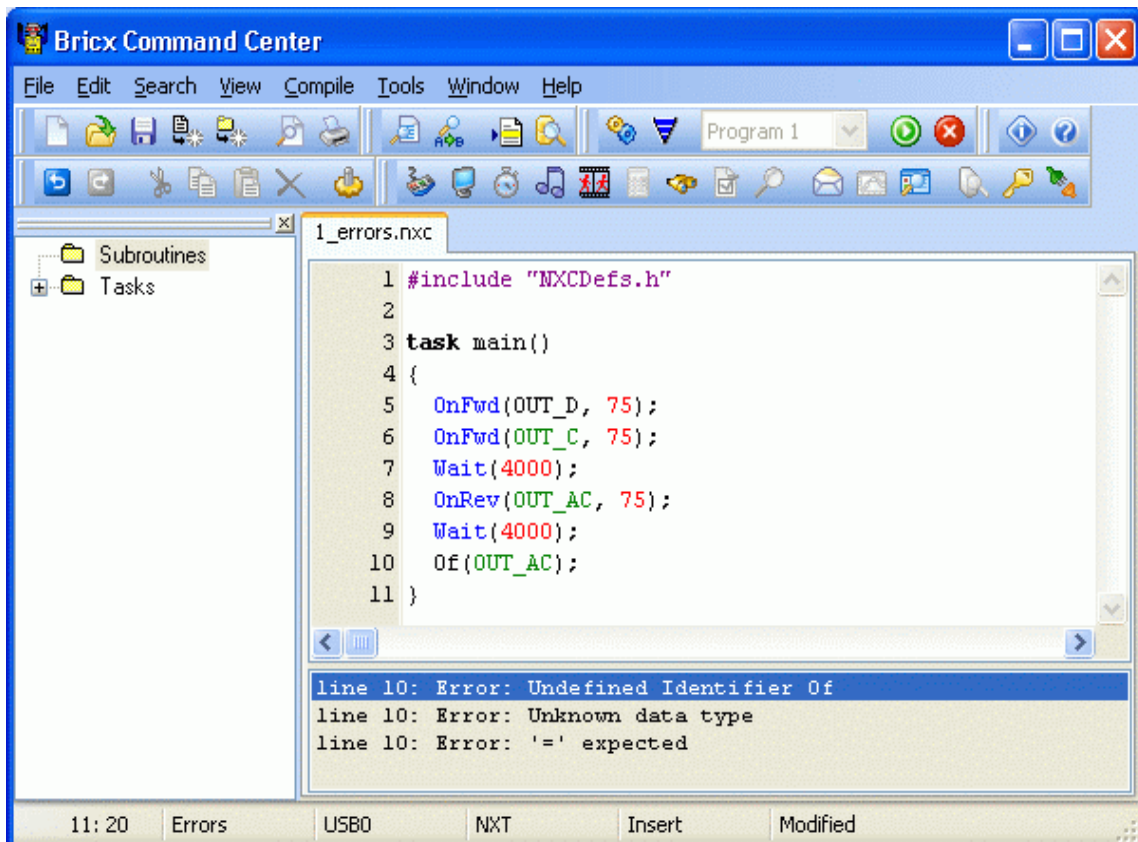 Bricx Command Center
File Edit Search View Compile Tools Window Help
Program 1
Subroutines
Tasks
1_errors.nxc
1 #include "NXCDefs.h"
2
3 task main()
4 {
5 OnFwd(OUT_D, 75);
6 OnFwd(OUT_C, 75);
7 Wait(4000);
8 OnRev(OUT_AC, 75);
9 Wait(4000);
10 Of(OUT_AC);
11 }
line 10: Error: Undefined Identifier Of
line 10: Error: Unknown data type
line 10: Error: '=' expected
11: 20 Errors USB0 NXT Insert Modified